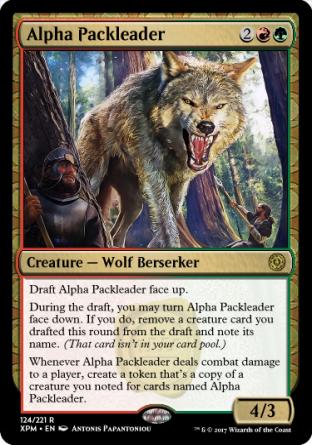 Alpha Packleader 2
Creature — Wolf Berserker
Draft Alpha Packleader face up.
During the draft, you may turn Alpha Packleader
face down. If you do, remove a creature card you
drafted this round from the draft and note its
name. (That card isn't in your card pool.)
Whenever Alpha Packleader deals combat damage
to a player, create a token that's a copy of a
creature you noted for cards named Alpha
Packleader.
4/3
124/221 R
XPM • EN Antonis Papantoniou
™ & © 2017 Wizards of the Coast